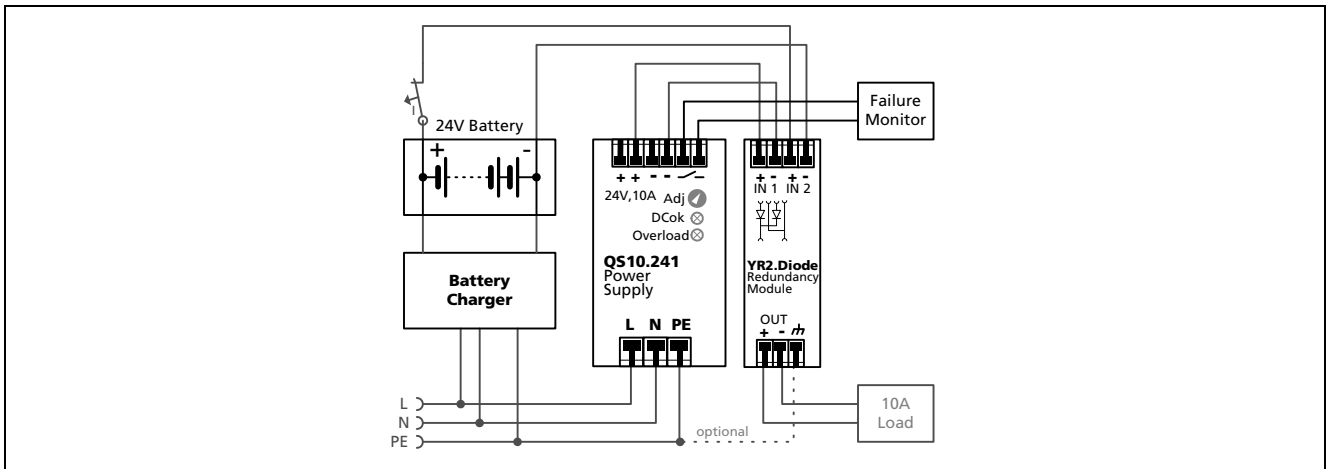 Failure
Monitor
24V Battery
+ -
+ + - -
+ - + -
IN 1 IN 2
24V,10A Adj
DCok
Overload
QS10.241
Power
Supply
YR2.Diode
Redundancy
Module
Battery
Charger
L N PE
OUT
+ -
L
N
PE
optional
10A
Load